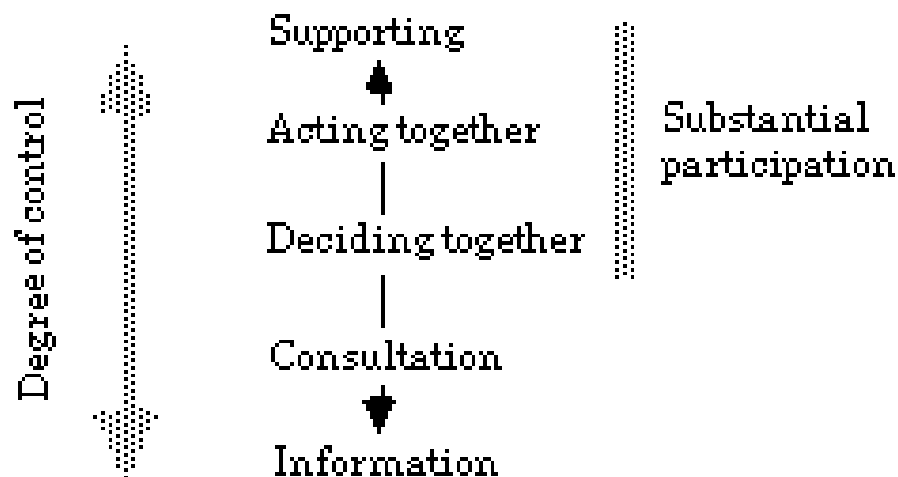 Supporting
Acting together
Deciding together
Consultation
Information
Degree of control
Substantial
participation